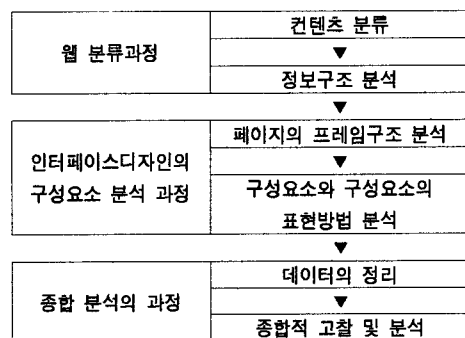 웹 분류과정
컨텐츠 분류
▼
정보구조 분석
▼
인터페이스디자인의
구성요소 분석 과정
페이지의 프레임구조 분석
▼
구성요소와 구성요소의
표현방법 분석
▼
종합 분석의 과정
데이터의 정리
▼
종합적 고찰 및 분석